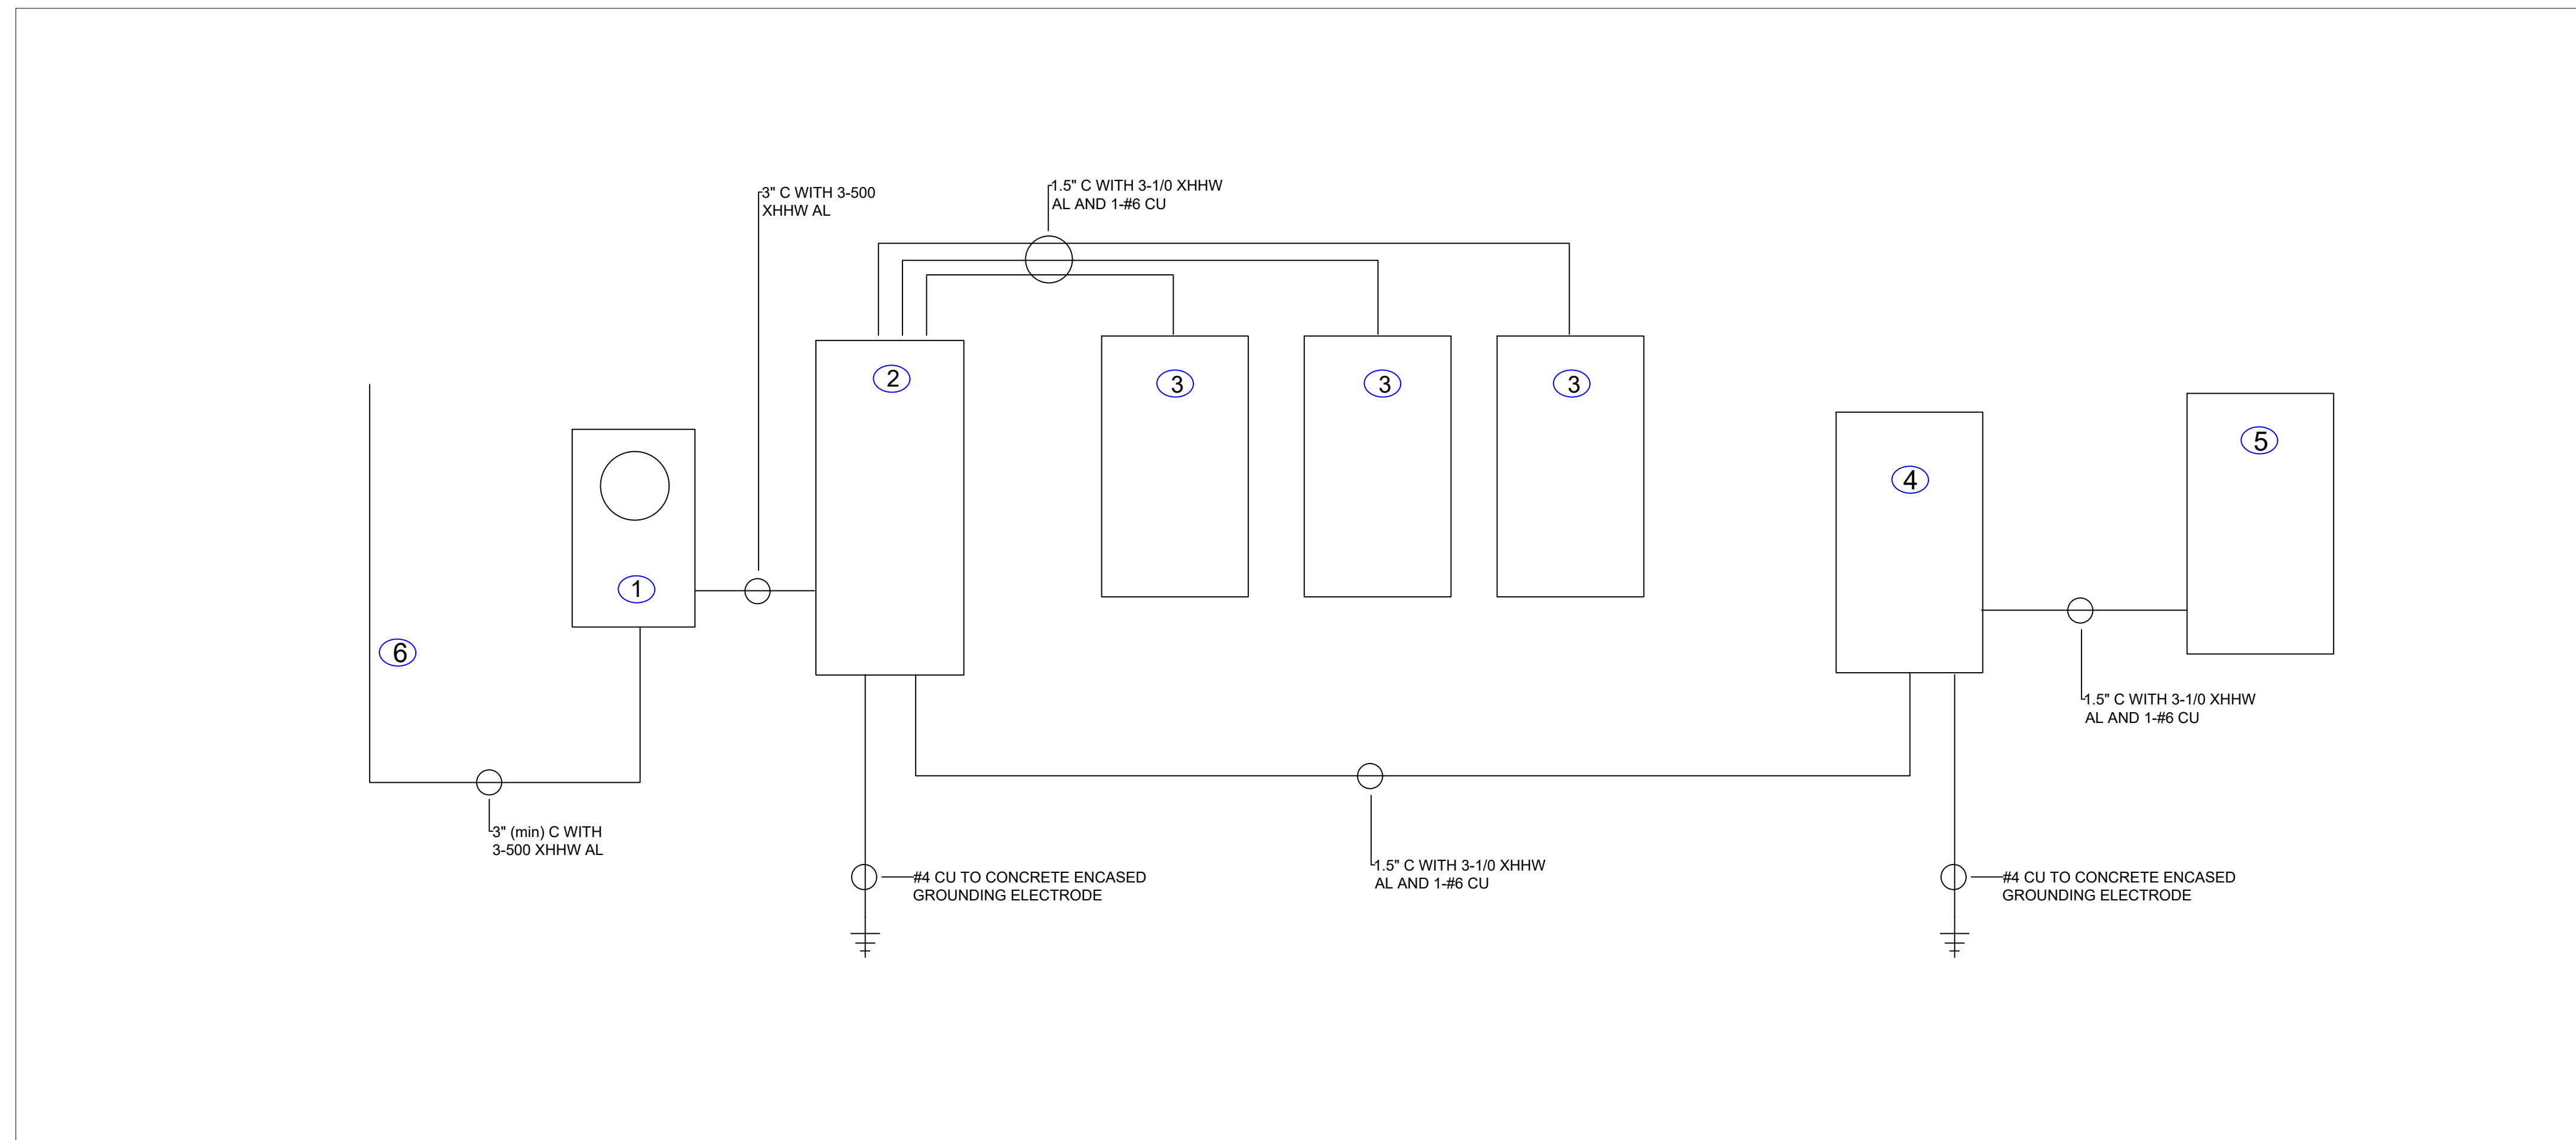 3" C WITH 3-500
XHHW AL
1.5" C WITH 3-1/0 XHHW
AL AND 1-#6 CU
2
3
3
3
5
4
1
6
1.5" C WITH 3-1/0 XHHW
AL AND 1-#6 CU
3" (min) C WITH
3-500 XHHW AL
1.5" C WITH 3-1/0 XHHW
AL AND 1-#6 CU
#4 CU TO CONCRETE ENCASED
GROUNDING ELECTRODE
#4 CU TO CONCRETE ENCASED
GROUNDING ELECTRODE